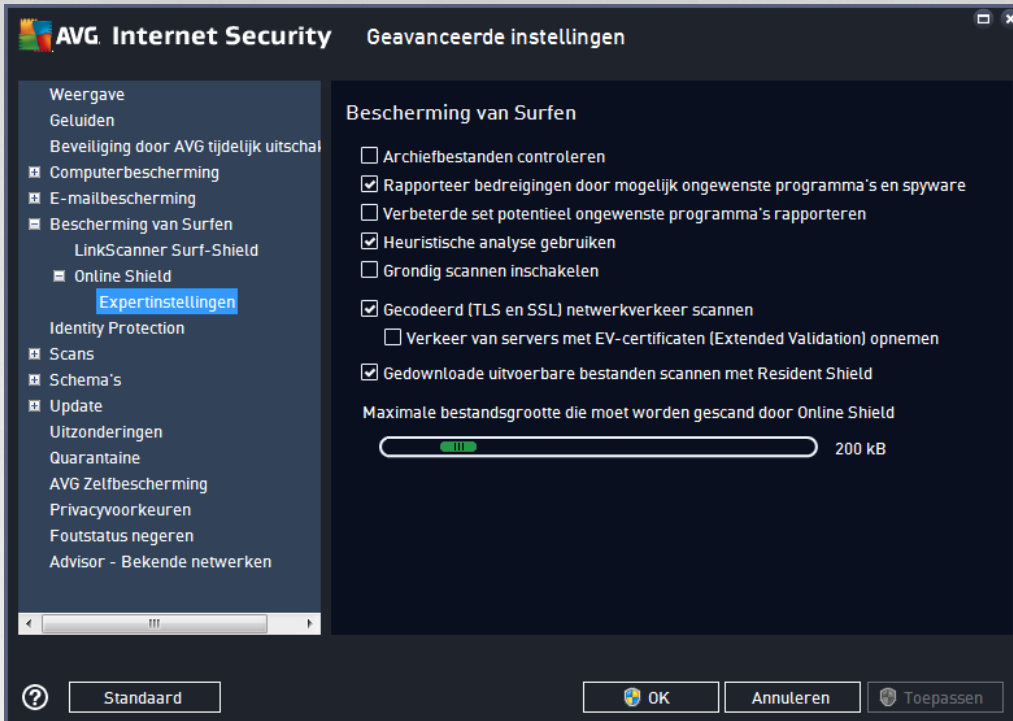 AVG Internet Security Geavanceerde instellingen
Weergave
Geluiden
Beveiliging door AVG tijdelijk uitschak
Computerbescherming
E-mailbescherming
Bescherming van Surfen
LinkScanner Surf-Shield
Online Shield
Expertinstellingen
Identity Protection
Scans
Schema's
Update
Uitzonderingen
Quarantaine
AVG Zelfbescherming
Privacyvoorkeuren
Foutstatus negeren
Advisor - Bekende netwerken
Bescherming van Surfen
Archiefbestanden controleren
Rapporteer bedreigingen door mogelijk ongewenste programma's en spyware
Verbeterde set potentieel ongewenste programma's rapporteren
Heuristische analyse gebruiken
Grondig scannen inschakelen
Gecodeerd (TLS en SSL) netwerkverkeer scannen
Verkeer van servers met EV-certificaten (Extended Validation) opnemen
Gedownloade uitvoerbare bestanden scannen met Resident Shield
Maximale bestandsgrootte die moet worden gescand door Online Shield
200 kB
? Standaard OK Annuleren Toepassen